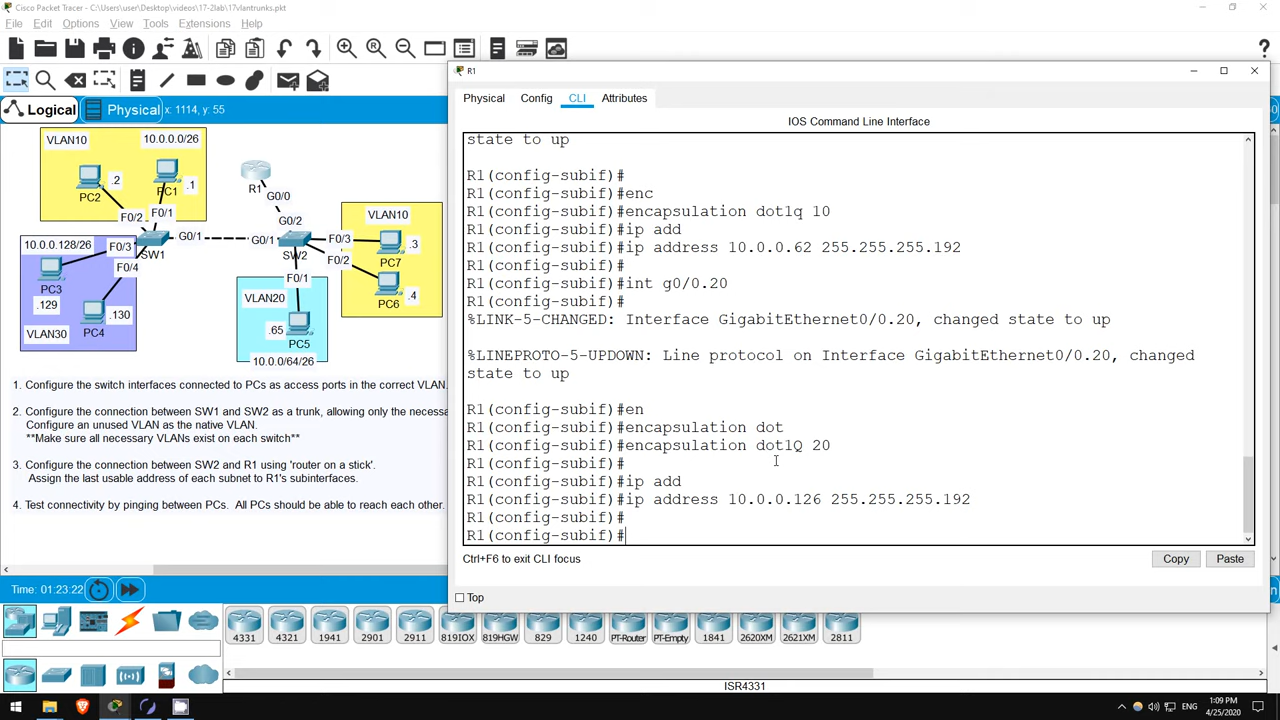 Cisco Packet Tracer - C:\Users\user\Desktop\videos\17-2lab\17vlantrunks.pkt
File Edit Options View Tools Extensions Help
Logical Physical x: 1114, y: 55
VLAN10 10.0.0.0/26
.2
.1
PC2
PC1
R1
G0/0
F0/2 F0/1
G0/2
VLAN10
10.0.0.128/26
F0/3
G0/1
G0/1
F0/3
.3
F0/4
SW1
SW2
F0/2
PC7
PC3
F0/1
.129
VLAN20
.4
PC6
.130
PC4
.65
VLAN30
PC5
10.0.0.64/26
1. Configure the switch interfaces connected to PCs as access ports in the correct VLAN.
2. Configure the connection between SW1 and SW2 as a trunk, allowing only the necessa
Configure an unused VLAN as the native VLAN.
**Make sure all necessary VLANs exist on each switch**
3. Configure the connection between SW2 and R1 using 'router on a stick'.
Assign the last usable address of each subnet to R1's subinterfaces.
4. Test connectivity by pinging between PCs. All PCs should be able to reach each other.
R1
Physical Config CLI Attributes
IOS Command Line Interface
state to up
R1(config-subif)#
R1(config-subif)#enc
R1(config-subif)#encapsulation dot1q 10
R1(config-subif)#ip add
R1(config-subif)#ip address 10.0.0.62 255.255.255.192
R1(config-subif)#
R1(config-subif)#int g0/0.20
R1(config-subif)#
%LINK-5-CHANGED: Interface GigabitEthernet0/0.20, changed state to up
%LINEPROTO-5-UPDOWN: Line protocol on Interface GigabitEthernet0/0.20, changed
state to up
R1(config-subif)#en
R1(config-subif)#encapsulation dot
R1(config-subif)#encapsulation dot1Q 20
R1(config-subif)#
R1(config-subif)#ip add
R1(config-subif)#ip address 10.0.0.126 255.255.255.192
R1(config-subif)#
R1(config-subif)#
Ctrl+F6 to exit CLI focus
Copy Paste
Top
Time: 01:23:22
4331 4321 1941 2901 2911 819IOX 819HGW 829 1240 PT-Router PT-Empty 1841 2620XM 2621XM 2811
ISR4331
ENG
1:09 PM
4/25/2020